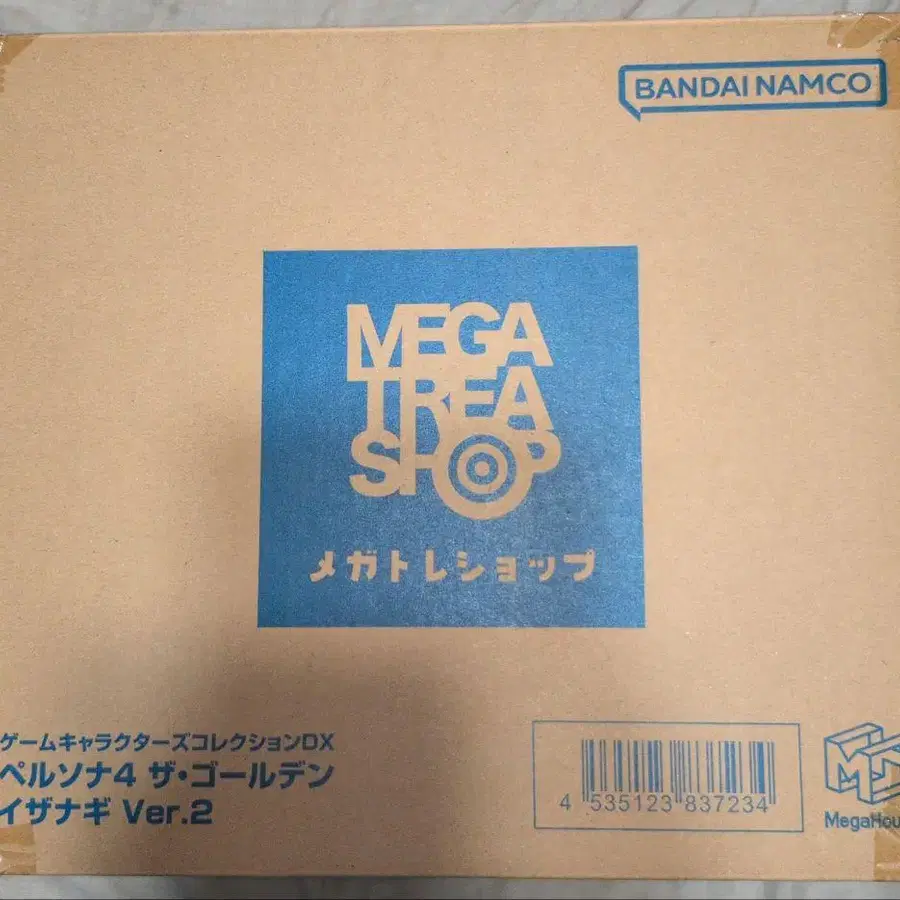 BANDAI NAMCO
MEGA
TREA
SHOP
メガトレショップ
ゲームキャラクターズコレクションDX
ペルソナ4 ザ・ゴールデン
イザナギ Ver.2
4 535123 837234
MegaHou